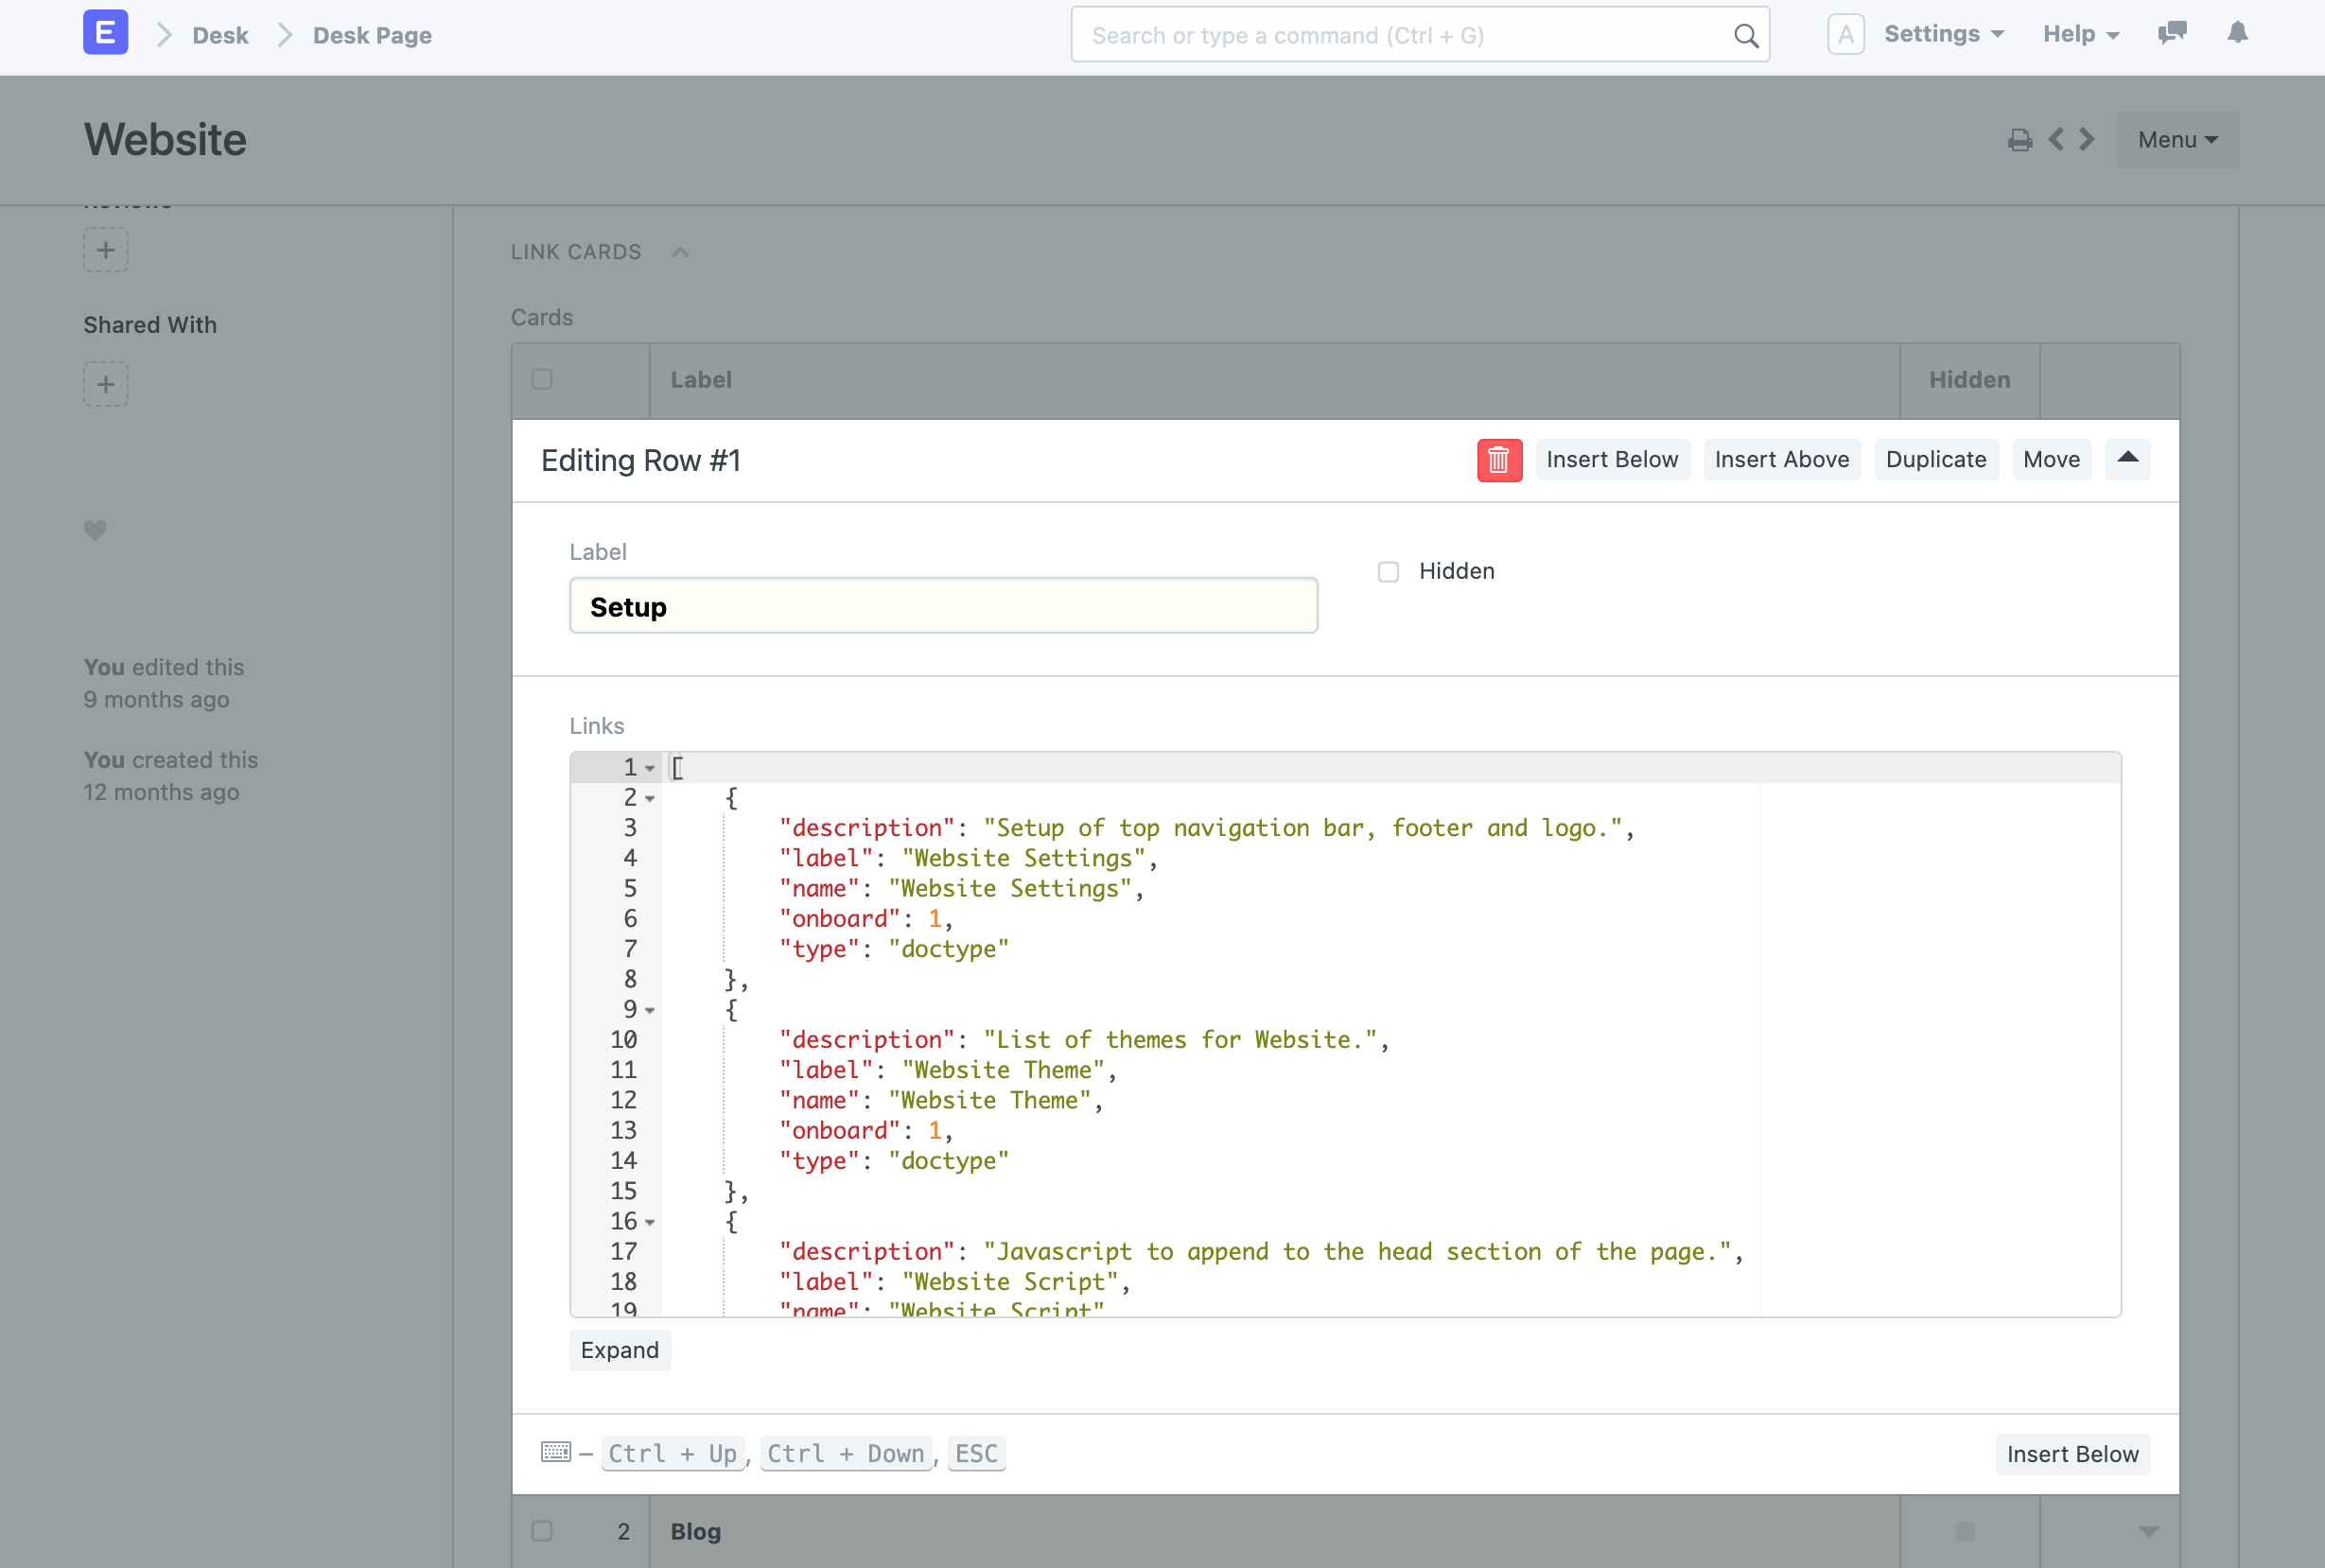 E > Desk > Desk Page
Search or type a command (Ctrl + G)
A Settings Help
Website
Menu
Shared With
LINK CARDS
Cards
Label Hidden
Editing Row #1
Insert Below Insert Above Duplicate Move
Label
Setup
Hidden
You edited this
9 months ago
You created this
12 months ago
Links
1 [
2 {
3 "description": "Setup of top navigation bar, footer and logo.",
4 "label": "Website Settings",
5 "name": "Website Settings",
6 "onboard": 1,
7 "type": "doctype"
8 },
9 {
10 "description": "List of themes for Website.",
11 "label": "Website Theme",
12 "name": "Website Theme",
13 "onboard": 1,
14 "type": "doctype"
15 },
16 {
17 "description": "Javascript to append to the head section of the page.",
18 "label": "Website Script",
19 "name": "Website Script"
Expand
– Ctrl + Up, Ctrl + Down, ESC
Insert Below
2 Blog